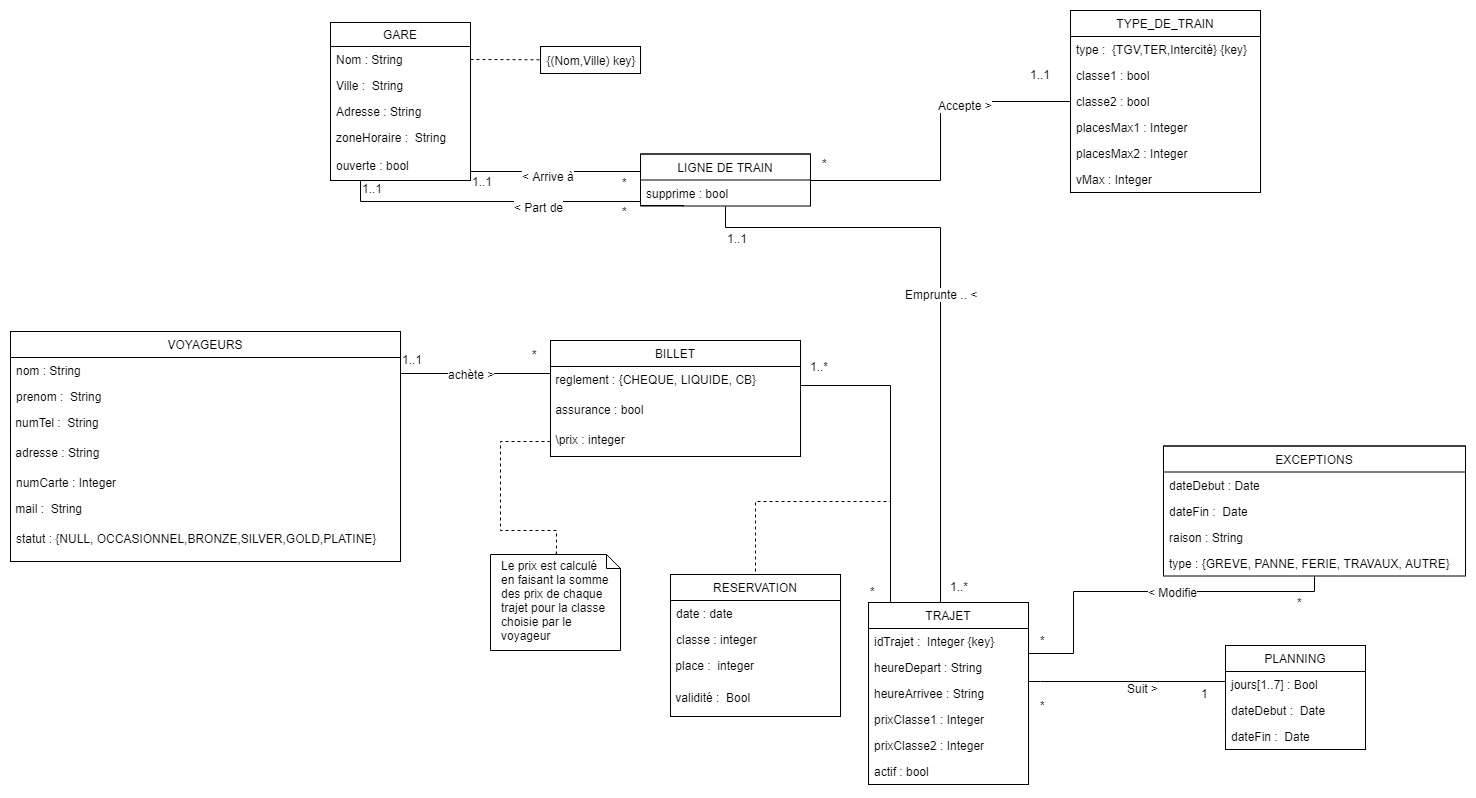 GARE
Nom : String
Ville :  String
Adresse : String
zoneHoraire :  String
ouverte : bool
{(Nom,Ville) key}
TYPE_DE_TRAIN
type :  {TGV,TER,Intercité} {key}
classe1 : bool
classe2 : bool
placesMax1 : Integer
placesMax2 : Integer
vMax : Integer
1..1
Accepte >
*
LIGNE DE TRAIN
supprime : bool
1..1
< Arrive à
*
1..1
< Part de
*
1..1
Emprunte .. <
1..*
VOYAGEURS
nom : String
prenom :  String
numTel :  String
adresse : String
numCarte : Integer
mail :  String
statut : {NULL, OCCASIONNEL,BRONZE,SILVER,GOLD,PLATINE}
1..1
achète >
*
BILLET
reglement : {CHEQUE, LIQUIDE, CB}
assurance : bool
\prix : integer
1..*
*
Le prix est calculé
en faisant la somme
des prix de chaque
trajet pour la classe
choisie par le
voyageur
RESERVATION
date : date
classe : integer
place :  integer
validité :  Bool
TRAJET
idTrajet :  Integer {key}
heureDepart : String
heureArrivee : String
prixClasse1 : Integer
prixClasse2 : Integer
actif : bool
EXCEPTIONS
dateDebut : Date
dateFin :  Date
raison : String
type : {GREVE, PANNE, FERIE, TRAVAUX, AUTRE}
*
< Modifie
*
*
Suit >
1
PLANNING
jours[1..7] : Bool
dateDebut :  Date
dateFin :  Date